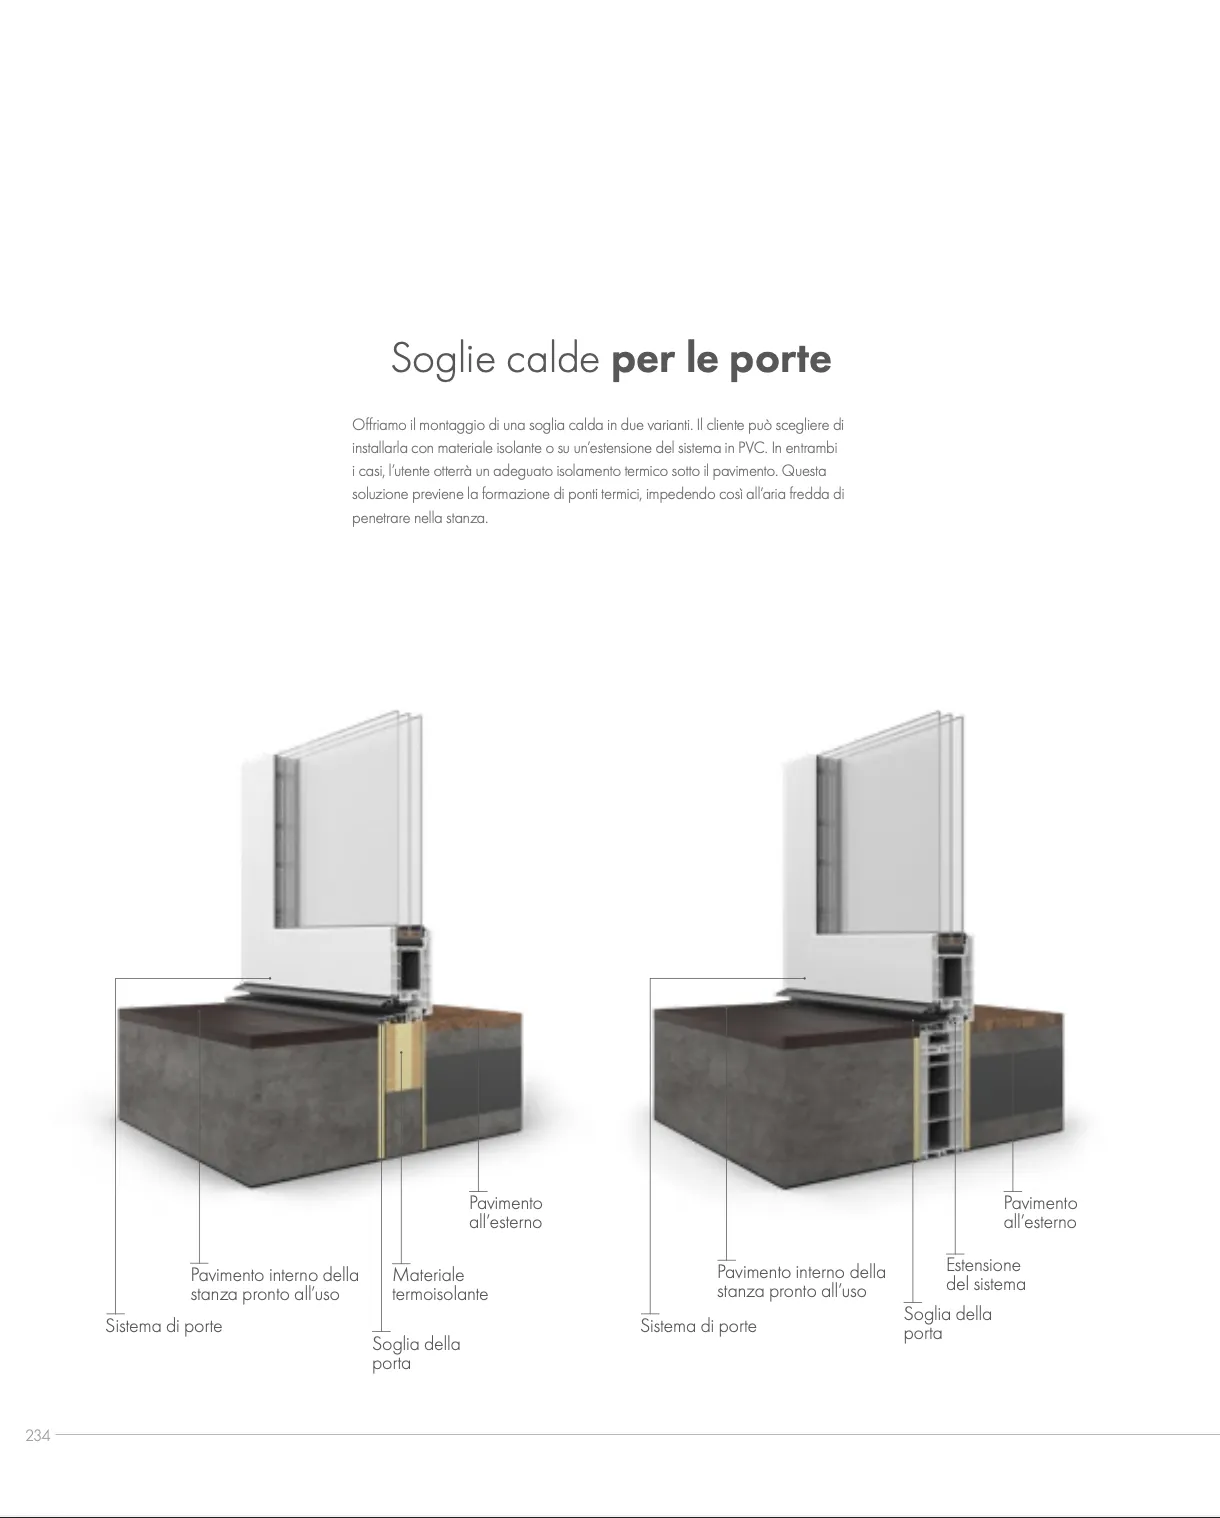 Soglie calde per le porte
Offriamo il montaggio di una soglia calda in due varianti. Il cliente può scegliere di
installarla con materiale isolante o su un’estensione del sistema in PVC. In entrambi
i casi, l’utente otterrà un adeguato isolamento termico sotto il pavimento. Questa
soluzione previene la formazione di ponti termici, impedendo così all’aria fredda di
penetrare nella stanza.
Pavimento
all’esterno
Pavimento interno della
stanza pronto all’uso
Materiale
termoisolante
Sistema di porte
Soglia della
porta
Pavimento
all’esterno
Pavimento interno della
stanza pronto all’uso
Estensione
del sistema
Sistema di porte
Soglia della
porta
234